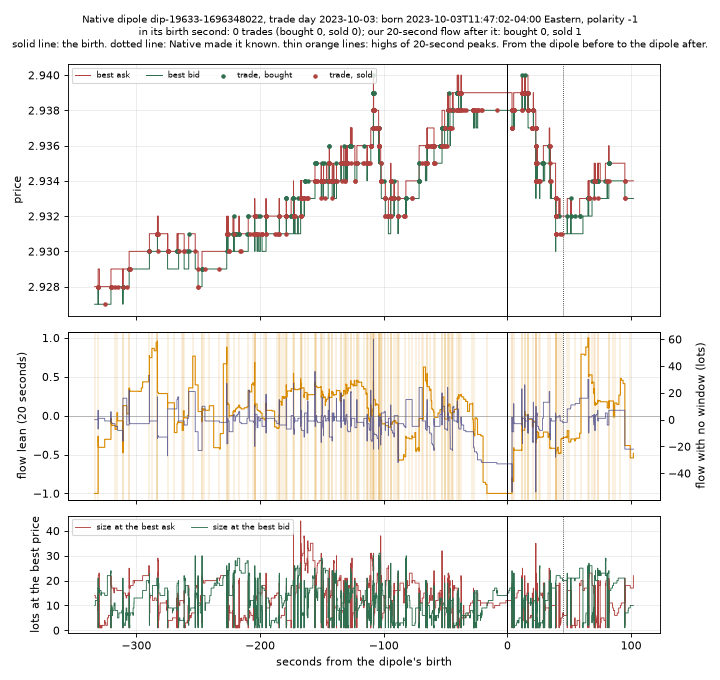 Native dipole dip-19633-1696348022, trade day 2023-10-03: born 2023-10-03T11:47:02-04:00 Eastern, polarity -1
in its birth second: 0 trades (bought 0, sold 0); our 20-second flow after it: bought 0, sold 1
solid line: the birth. dotted line: Native made it known. thin orange lines: highs of 20-second peaks. From the dipole before to the dipole after.
best ask
best bid
trade, bought
trade, sold
2.940
2.938
2.936
2.934
2.932
2.930
2.928
price
1.0
0.5
0.0
−0.5
−1.0
flow lean (20 seconds)
60
40
20
0
−20
−40
flow with no window (lots)
size at the best ask
size at the best bid
40
30
20
10
0
lots at the best price
−300
−200
−100
0
100
seconds from the dipole's birth